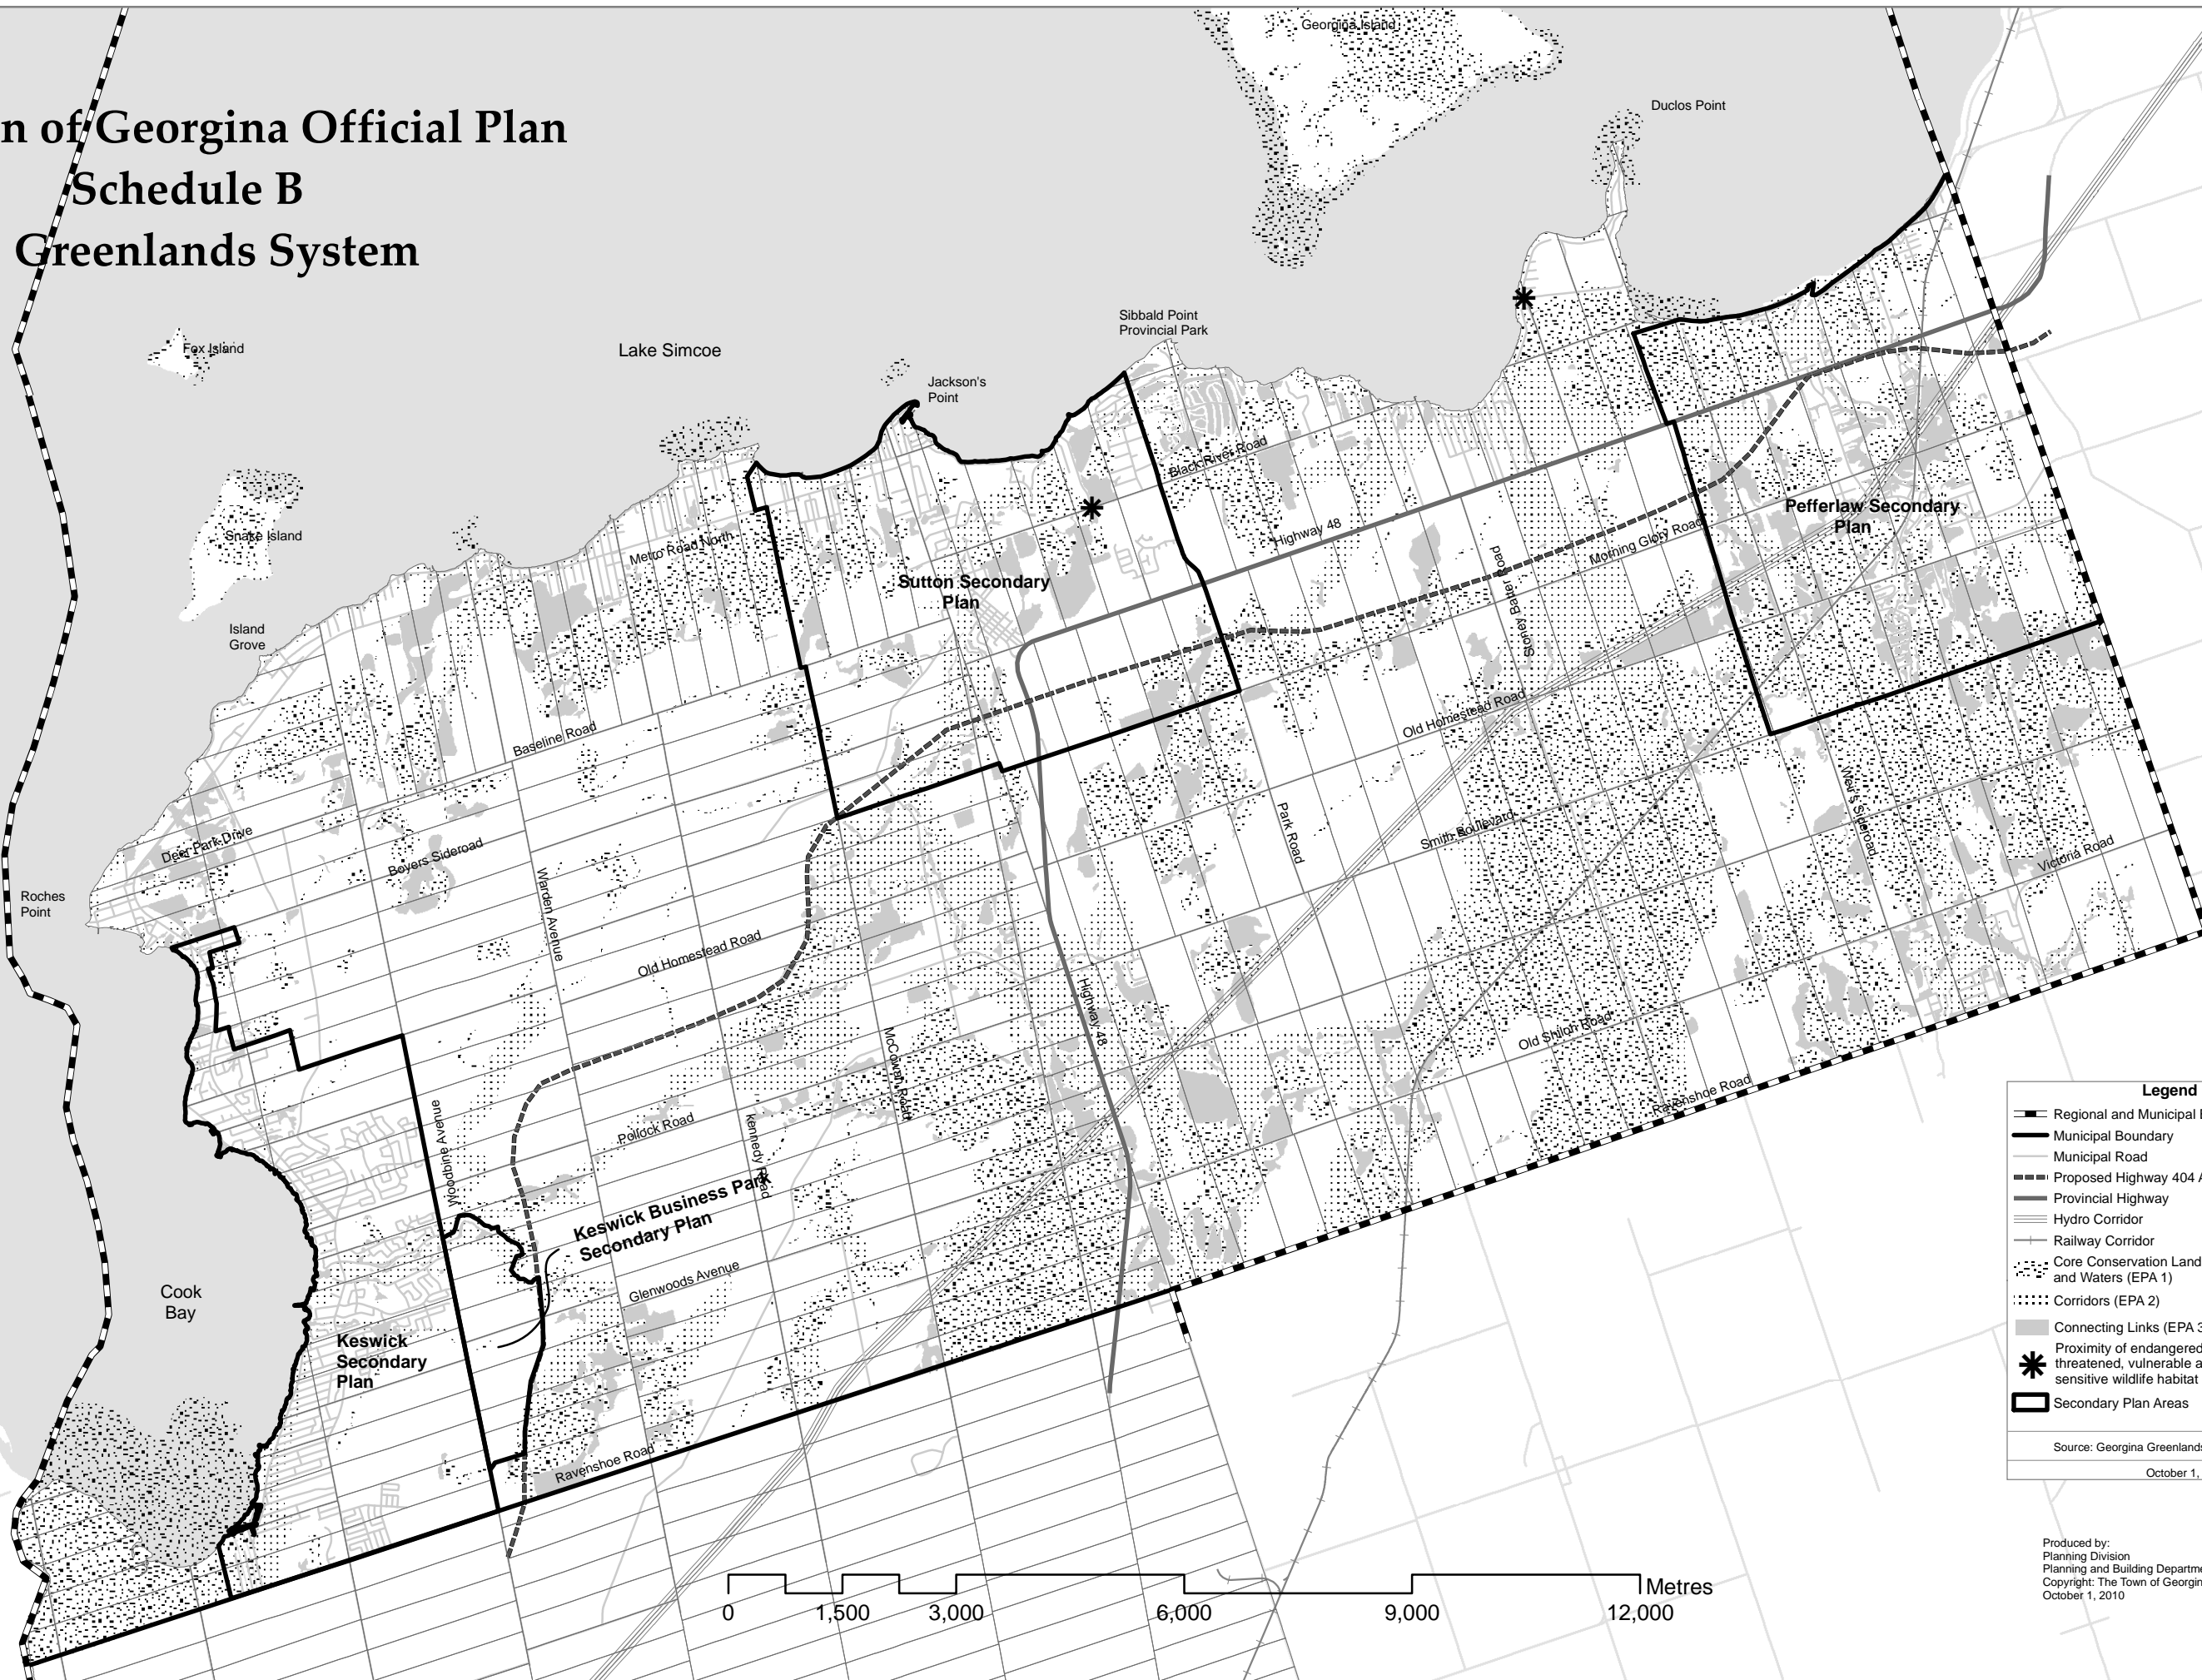 n of Georgina Official Plan
Schedule B
Greenlands System
Georgina Island
Duclos Point
Fox Island
Lake Simcoe
Sibbald Point
Provincial Park
Jackson's
Point
Snake Island
Island
Grove
Metro Road North
Black River Road
Highway 48
Stoney Batter Road
Morning Glory Road
Pefferlaw Secondary
Plan
Sutton Secondary
Plan
Baseline Road
Old Homestead Road
Deer Park Drive
Boyers Sideroad
Warden Avenue
Park Road
Smith Boulevard
Weir's Sideroad
Victoria Road
Roches
Point
Old Homestead Road
Highway 48
McCowan Road
Old Shiloh Road
Ravenshoe Road
Woodbine Avenue
Pollock Road
Kennedy Road
Keswick Business Park
Secondary Plan
Glenwoods Avenue
Cook
Bay
Keswick
Secondary
Plan
Ravenshoe Road
Legend
Regional and Municipal
Municipal Boundary
Municipal Road
Proposed Highway 404 A
Provincial Highway
Hydro Corridor
Railway Corridor
Core Conservation Land
and Waters (EPA 1)
Corridors (EPA 2)
Connecting Links (EPA 3
Proximity of endangered
threatened, vulnerable a
sensitive wildlife habitat
Secondary Plan Areas
Source: Georgina Greenlands
October 1,
Produced by:
Planning Division
Planning and Building Departme
Copyright: The Town of Georgin
October 1, 2010
Metres
0 1,500 3,000 6,000 9,000 12,000